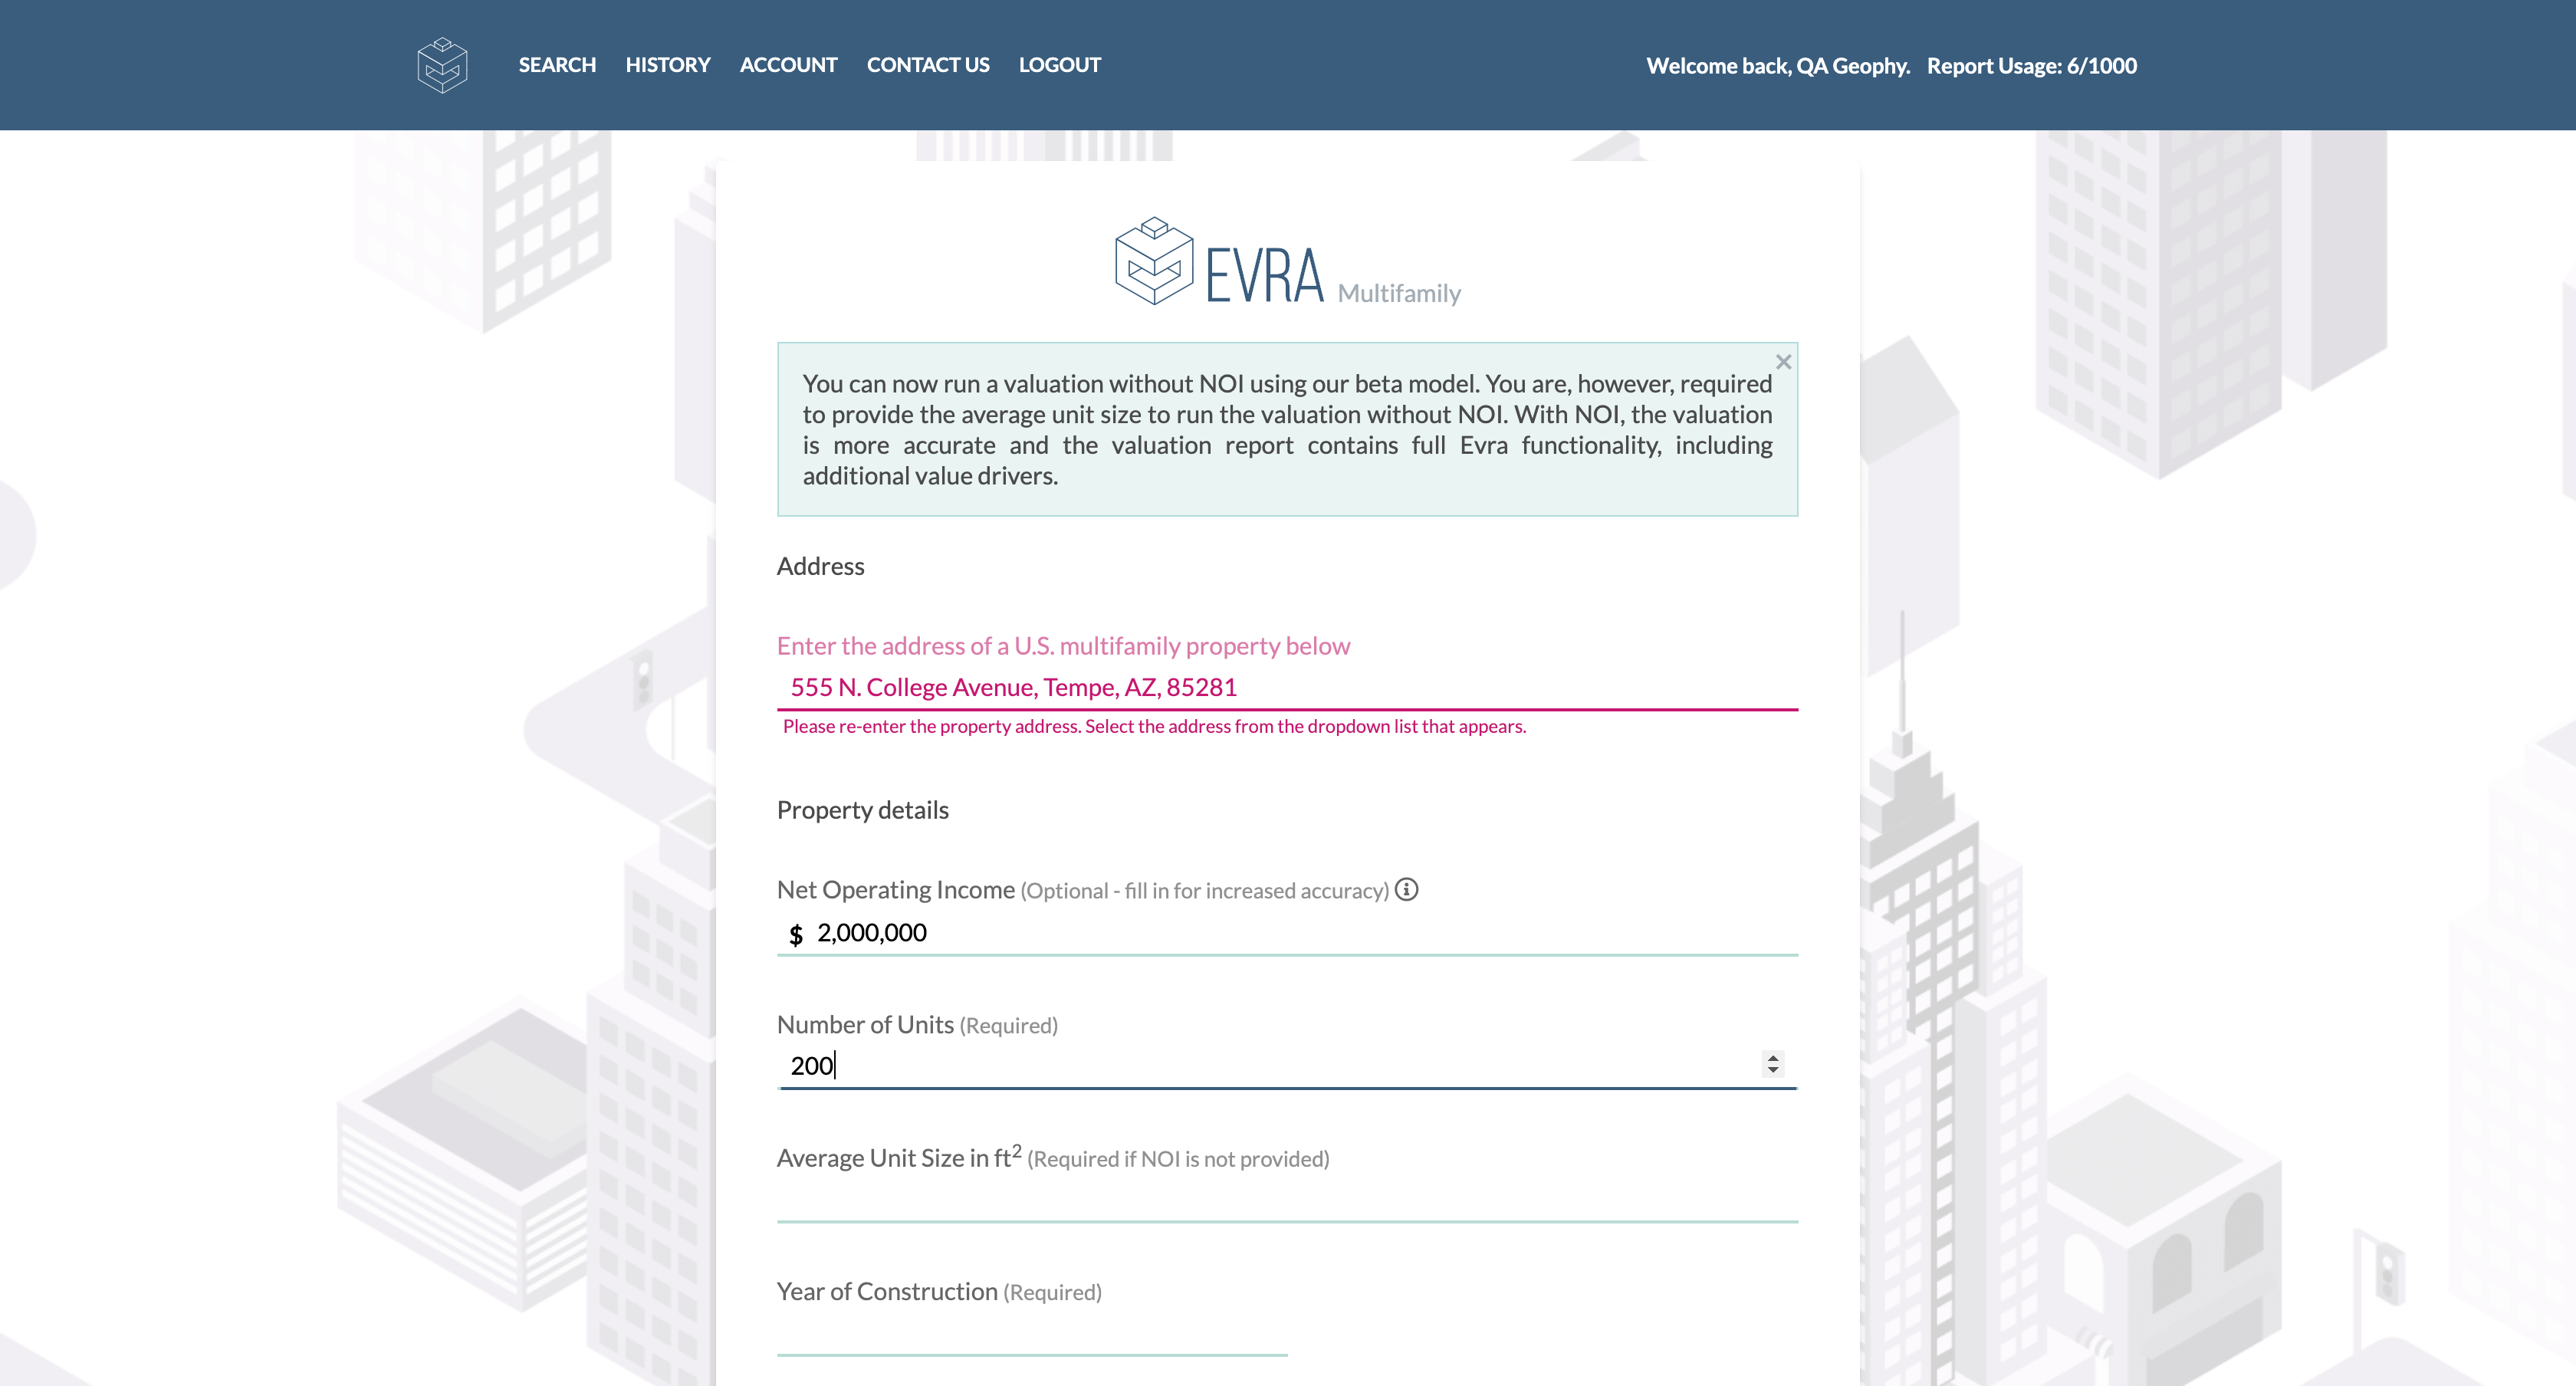 SEARCH HISTORY ACCOUNT CONTACT US LOGOUT Welcome back, QA Geophy. Report Usage: 6/1000
EVRA Multifamily
You can now run a valuation without NOI using our beta model. You are, however, required
to provide the average unit size to run the valuation without NOI. With NOI, the valuation
is more accurate and the valuation report contains full Evra functionality, including
additional value drivers.
Address
Enter the address of a U.S. multifamily property below
555 N. College Avenue, Tempe, AZ, 85281
Please re-enter the property address. Select the address from the dropdown list that appears.
Property details
Net Operating Income (Optional - fill in for increased accuracy)
$ 2,000,000
Number of Units (Required)
200
Average Unit Size in ft² (Required if NOI is not provided)
Year of Construction (Required)